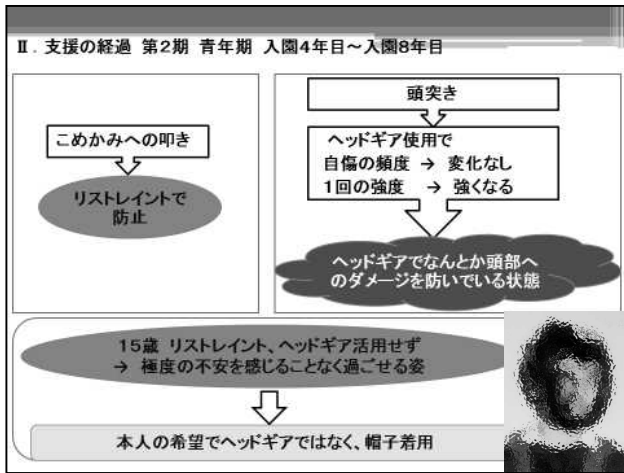 Ⅱ．支援の経過 第2期 青年期 入園4年目～入園8年目
こめかみへの叩き
リストレイントで
防止
頭突き
ヘッドギア使用で
自傷の頻度 → 変化なし
1回の強度 → 強くなる
ヘッドギアでなんとか頭部へ
のダメージを防いでいる状態
15歳 リストレイント、ヘッドギア活用せず
→ 極度の不安を感じることなく過ごせる姿
本人の希望でヘッドギアではなく、帽子着用